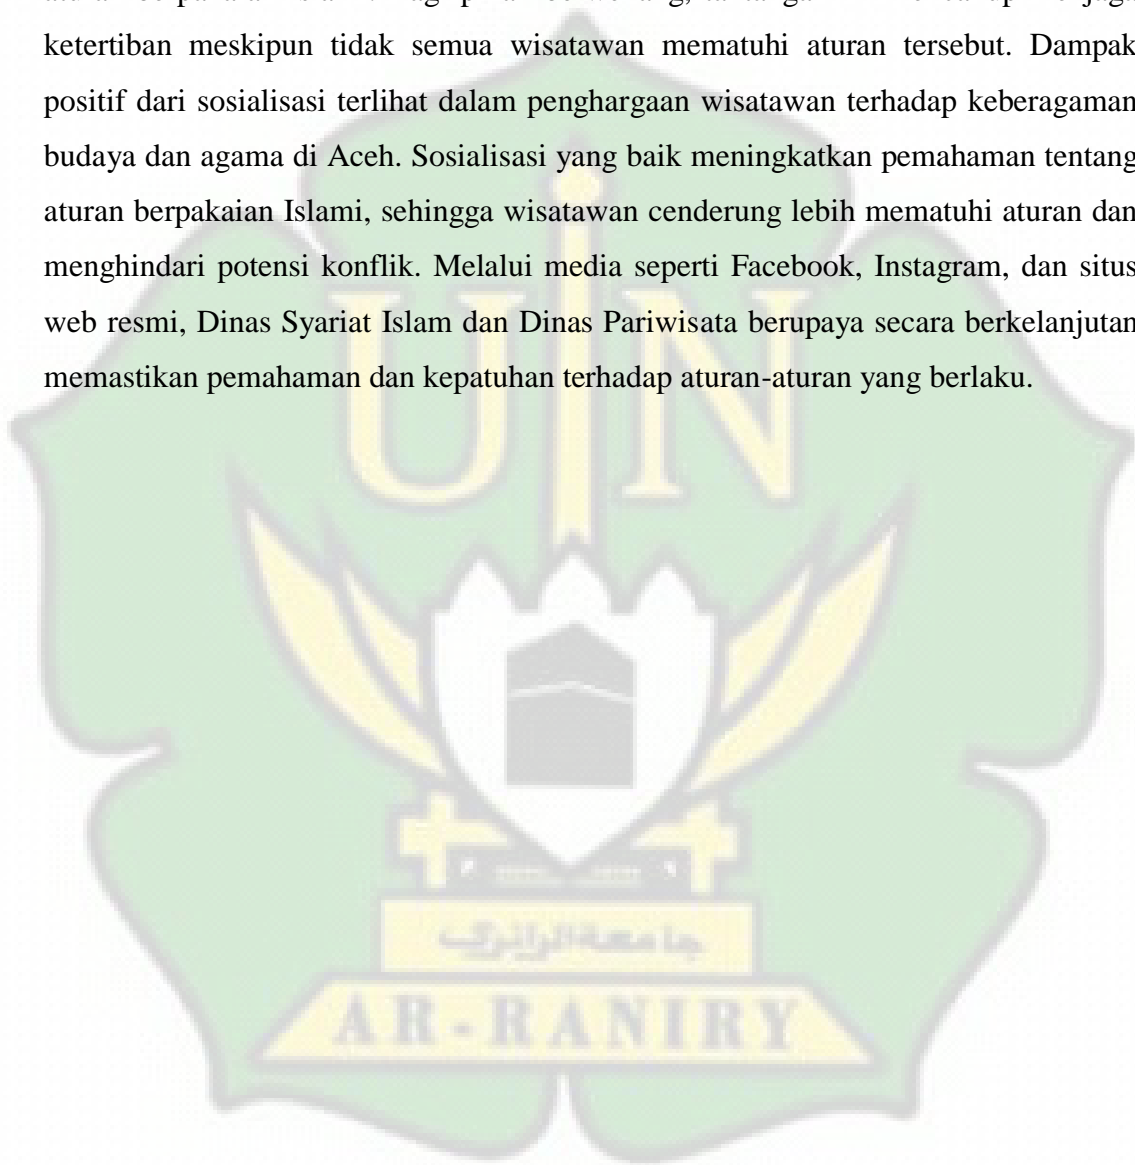 ketertiban meskipun tidak semua wisatawan mematuhi aturan tersebut. Dampak
positif dari sosialisasi terlihat dalam penghargaan wisatawan terhadap keberagaman
budaya dan agama di Aceh. Sosialisasi yang baik meningkatkan pemahaman tentang
aturan berpakaian Islami, sehingga wisatawan cenderung lebih mematuhi aturan dan
menghindari potensi konflik. Melalui media seperti Facebook, Instagram, dan situs
web resmi, Dinas Syariat Islam dan Dinas Pariwisata berupaya secara berkelanjutan
memastikan pemahaman dan kepatuhan terhadap aturan-aturan yang berlaku.
UIN
جامعة الرانري
AR-RANIRY